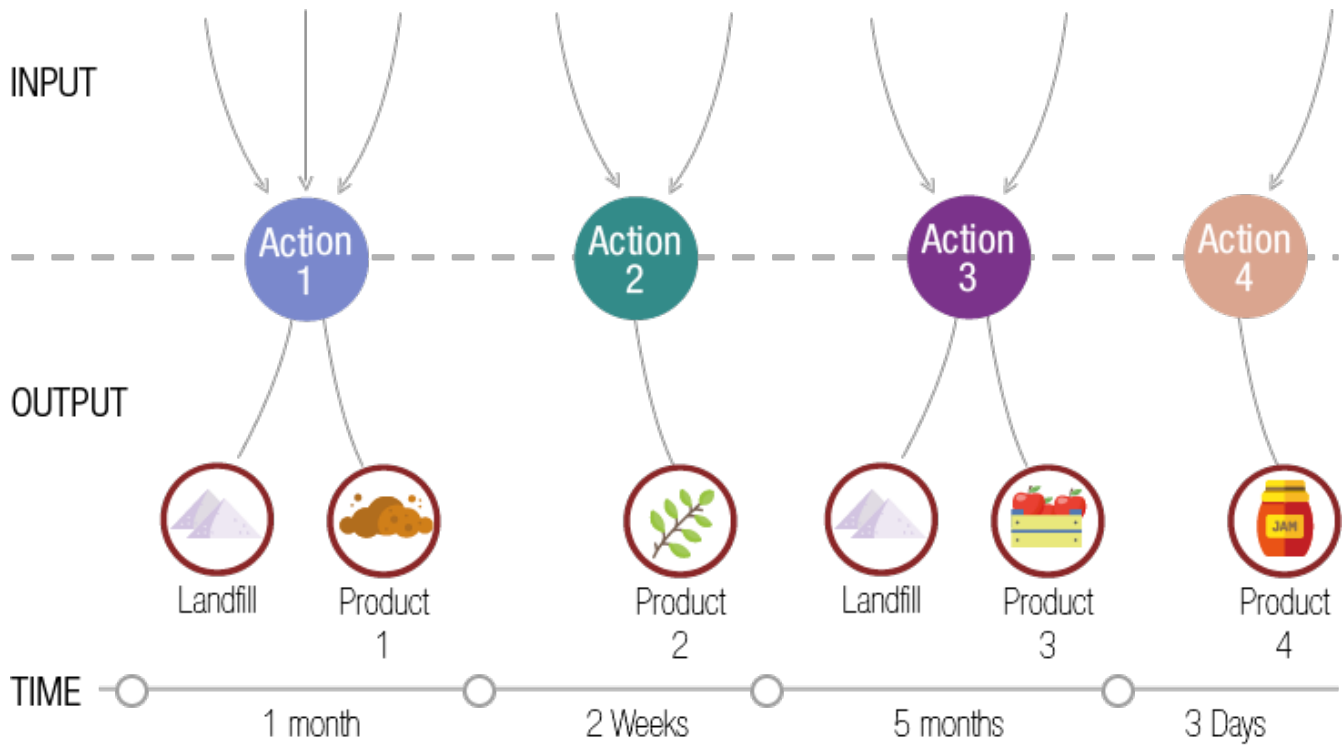 INPUT
Action
1
Action
2
Action
3
Action
4
OUTPUT
JAM
Landfill
Product
1
Product
2
Landfill
Product
3
Product
4
TIME
1 month
2 Weeks
5 months
3 Days